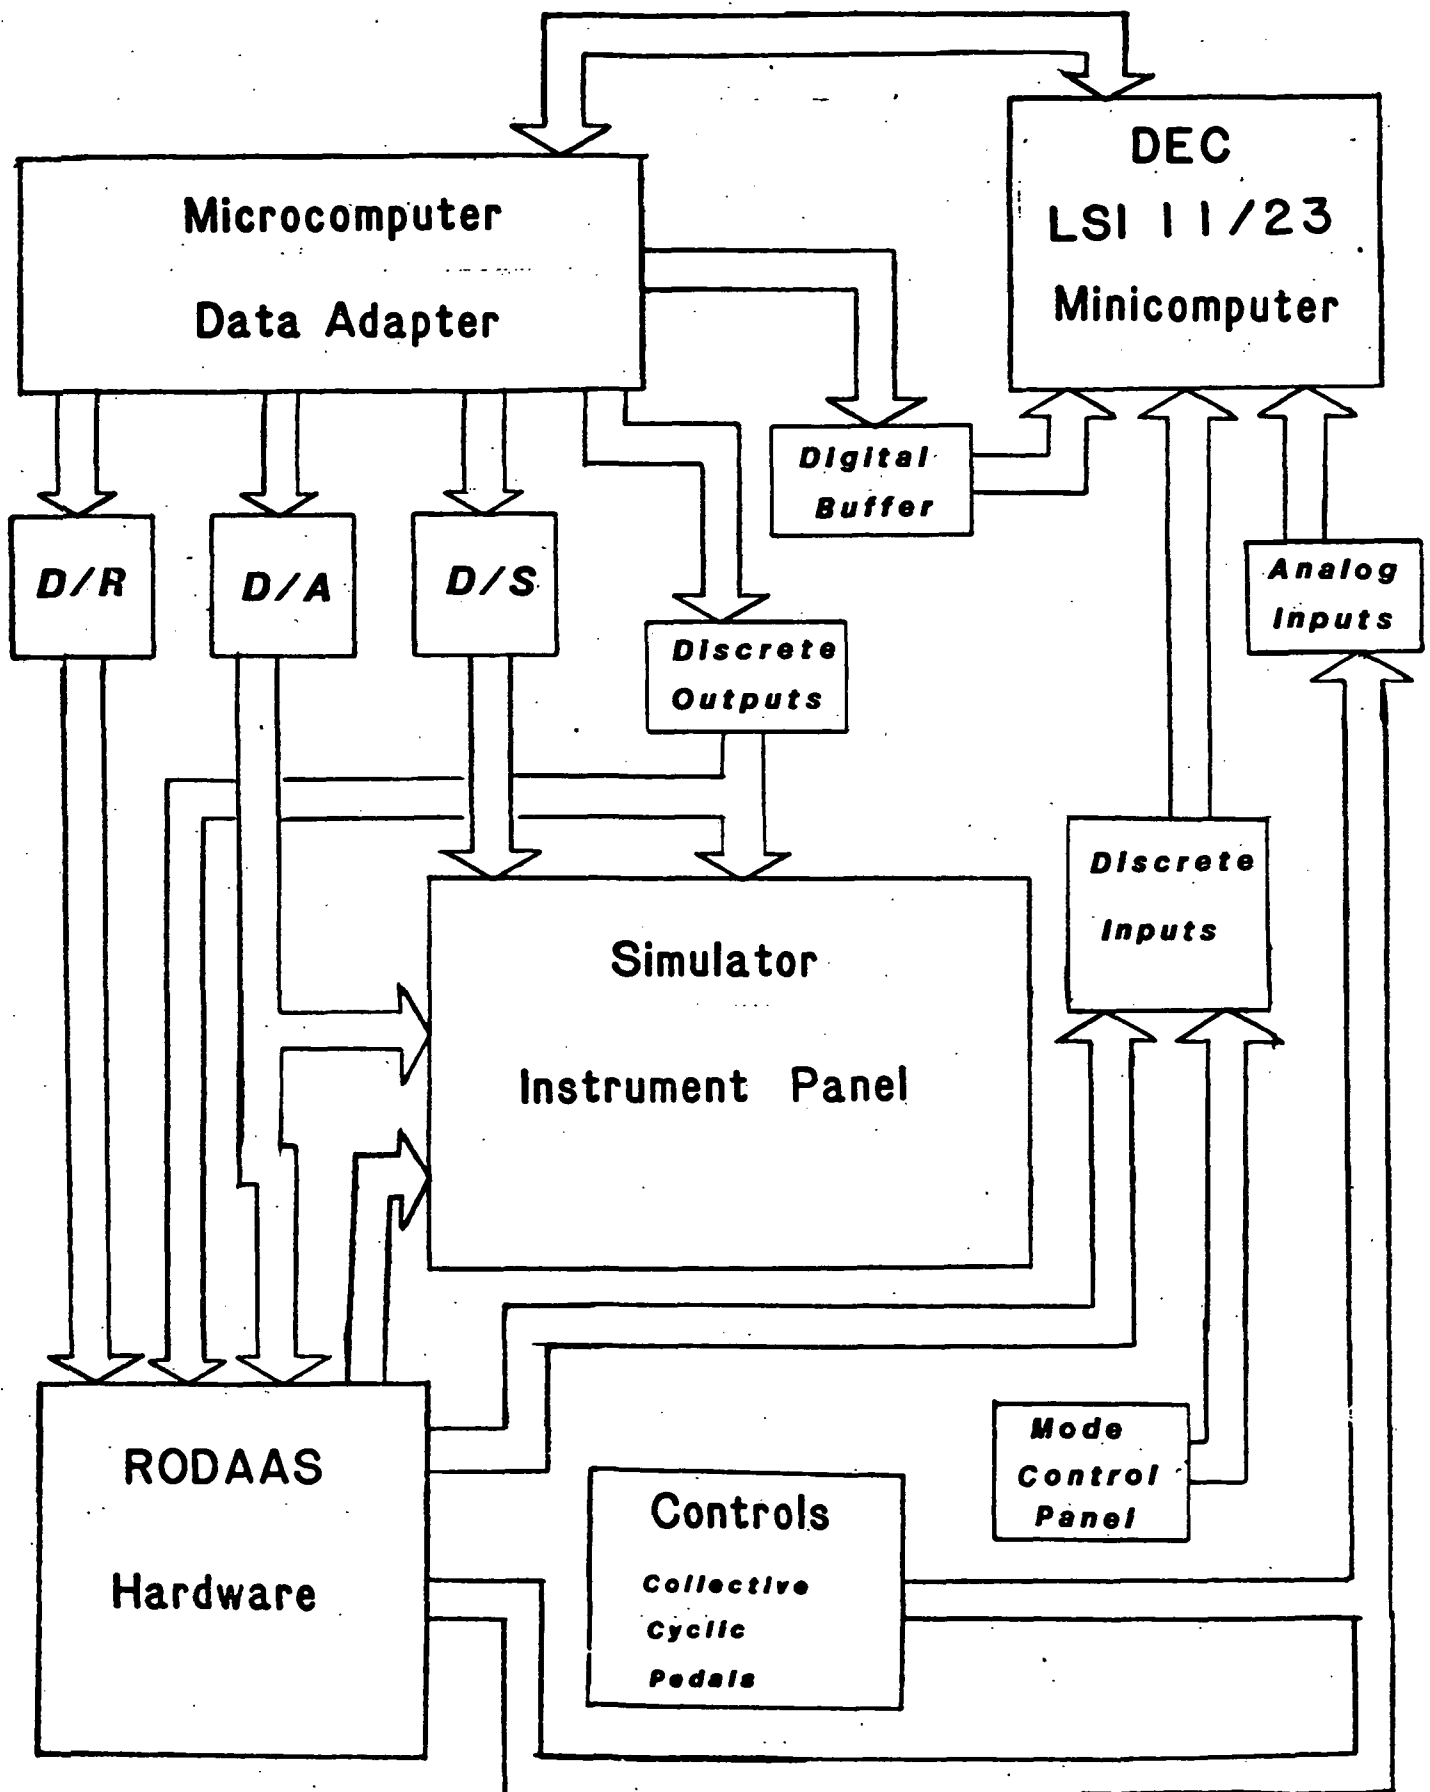 DEC
LSI 11/23
Minicomputer
Microcomputer
Data Adapter
Digital
Buffer
D/R
D/A
D/S
Analog
Inputs
Discrete
Outputs
Discrete
Inputs
Simulator
Instrument Panel
RODAAS
Hardware
Controls
Collective
Cyclic
Pedals
Mode
Control
Panel